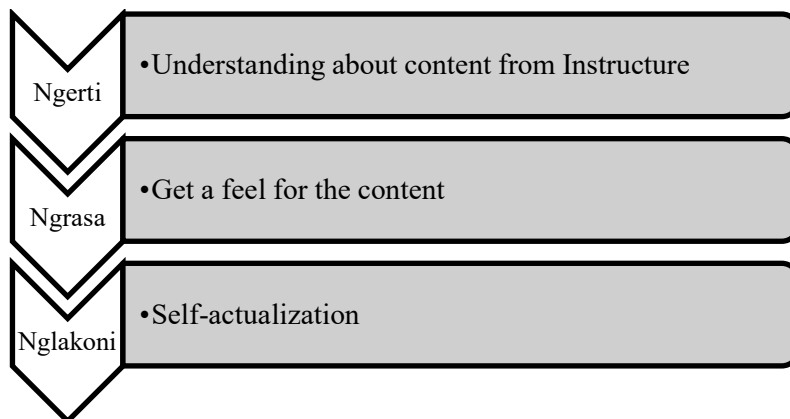 Ngerti
•Understanding about content from Instructure
Ngrasa
•Get a feel for the content
Nglakoni
•Self-actualization